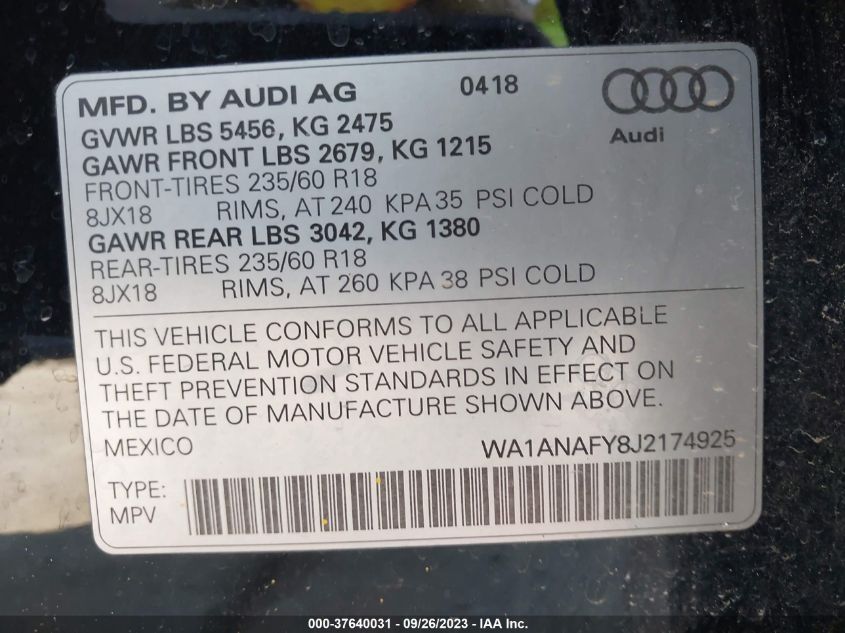 MFD. BY AUDI AG 0418
Audi
GVWR LBS 5456, KG 2475
GAWR FRONT LBS 2679, KG 1215
FRONT-TIRES 235/60 R18
8JX18 RIMS, AT 240 KPA 35 PSI COLD
GAWR REAR LBS 3042, KG 1380
REAR-TIRES 235/60 R18
8JX18 RIMS, AT 260 KPA 38 PSI COLD
THIS VEHICLE CONFORMS TO ALL APPLICABLE
U.S. FEDERAL MOTOR VEHICLE SAFETY AND
THEFT PREVENTION STANDARDS IN EFFECT ON
THE DATE OF MANUFACTURE SHOWN ABOVE.
MEXICO WA1ANAFY8J2174925
TYPE:
MPV
000-37640031 - 09/26/2023 - IAA Inc.